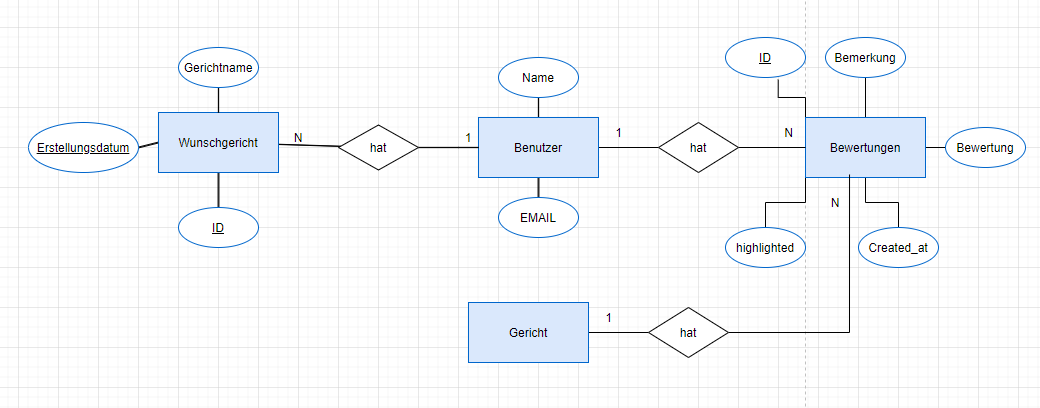 ID
Bemerkung
Gerichtname
Name
Erstellungsdatum
Wunschgericht
N
hat
1
Benutzer
1
hat
N
Bewertungen
Bewertung
ID
EMAIL
N
highlighted
Created_at
Gericht
1
hat